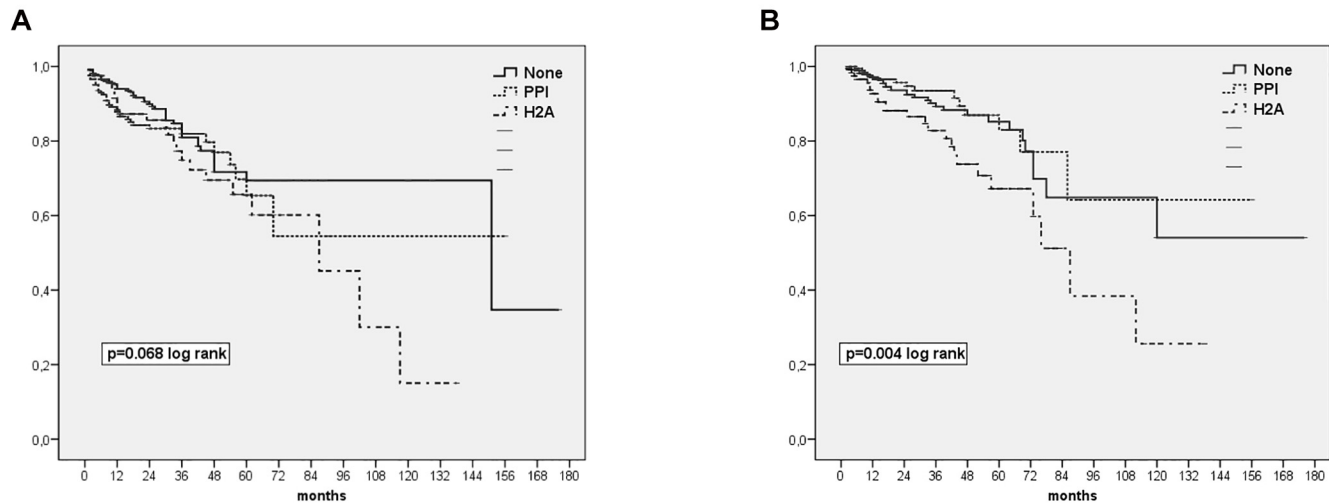 A
1,0
0,8
0,6
0,4
0,2
0,0
None
PPI
H2A
p=0.068 log rank
0 12 24 36 48 60 72 84 96 108 120 132 144 156 168 180
months
B
1,0
0,8
0,6
0,4
0,2
0,0
None
PPI
H2A
p=0.004 log rank
0 12 26 36 48 60 72 84 96 108 120 132 144 156 168 180
months